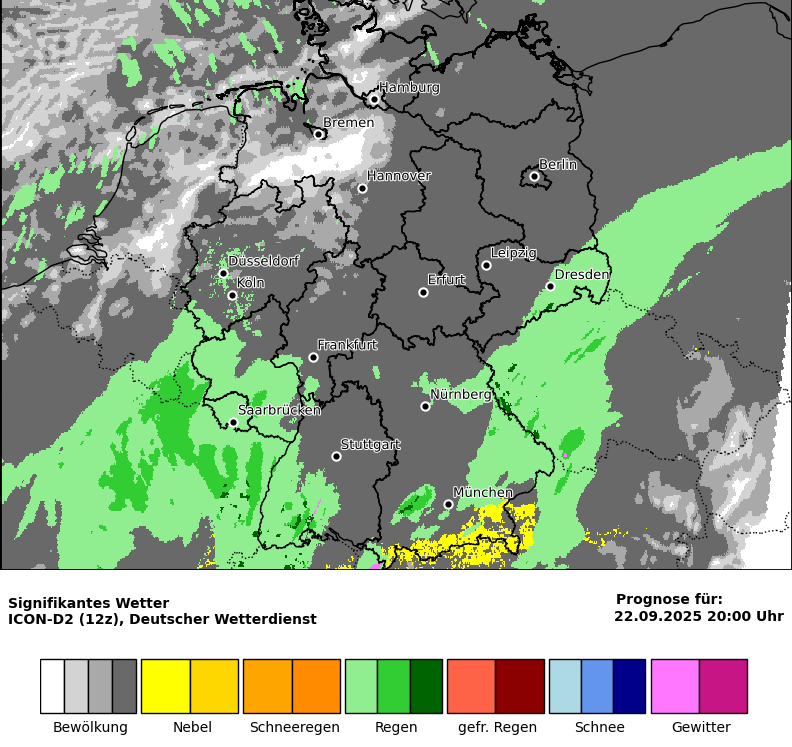 Hamburg
Bremen
Berlin
Hannover
Düsseldorf
Leipzig
Köln
Erfurt
Dresden
Frankfurt
Nürnberg
Saarbrücken
Stuttgart
München
Signifikantes Wetter
ICON-D2 (12z), Deutscher Wetterdienst
Prognose für:
22.09.2025 20:00 Uhr
Bewölkung Nebel Schneeregen Regen gefr. Regen Schnee Gewitter